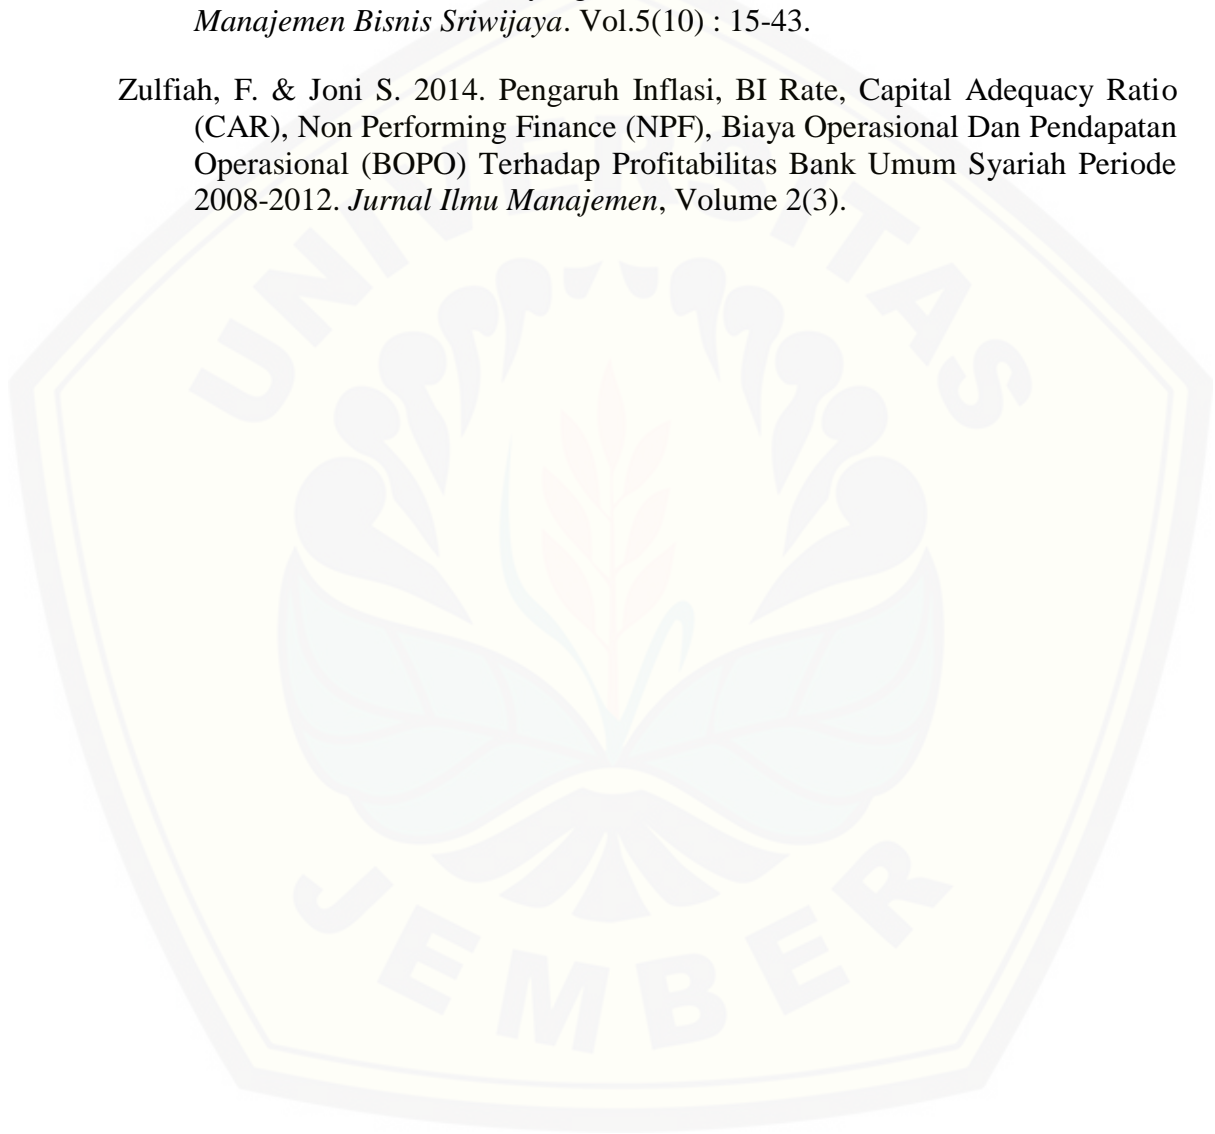 Manajemen Bisnis Sriwijaya. Vol.5(10) : 15-43.
Zulfiah, F. & Joni S. 2014. Pengaruh Inflasi, BI Rate, Capital Adequacy Ratio
(CAR), Non Performing Finance (NPF), Biaya Operasional Dan Pendapatan
Operasional (BOPO) Terhadap Profitabilitas Bank Umum Syariah Periode
2008-2012. Jurnal Ilmu Manajemen, Volume 2(3).
UNIVERSITAS
JEMBER